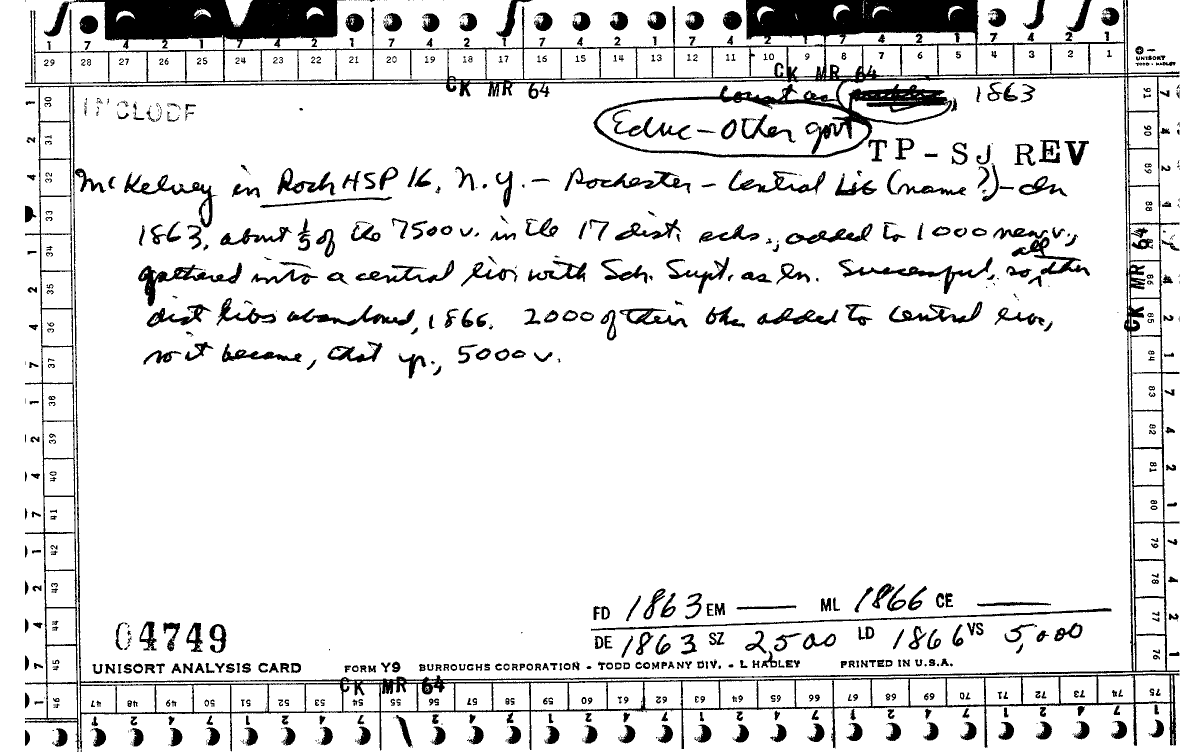 7 4 2 1 7 4 2 1 7 4 2 1 7 4 2 1 7 4 2 1 7 4 2 1 7 4 2 1
29 28 27 26 25 24 23 22 21 20 19 18 17 16 15 14 13 12 11 10 9 8 7 6 5 4 3 2 1
UNISORT
TODD - HADLEY
CK MR 64
CK MR 64
INCLUDE
count as (public), 1863
Educ - Other govt
TP - SJ REV
McKelvey in Roch HSP 16, N.Y. - Rochester - Central Lib (name?) - In
1863, about 1/5 of the 7500 v. in the 17 dist. schs., added to 1000 new v.,
gathered into a central libr with Sch. Supt. as ln. Successful, so all other
dist libs abandoned, 1866. 2000 of their bks added to central libr,
so it became, that yr., 5000 v.
CK MR 64
FD 1863 EM — ML 1866 CE —
DE 1863 SZ 2,500 LD 1866 VS 5,000
04749
UNISORT ANALYSIS CARD FORM Y9 BURROUGHS CORPORATION - TODD COMPANY DIV. - L HADLEY PRINTED IN U.S.A.
CK MR 64
30 31 32 33 34 35 36 37 38 39 40 41 42 43 44 45 46
47 48 49 50 51 52 53 54 55 56 57 58 59 60 61 62 63 64 65 66 67 68 69 70 71 72 73 74 75
91 90 89 88 86 85 84 83 82 81 80 79 78 77 76